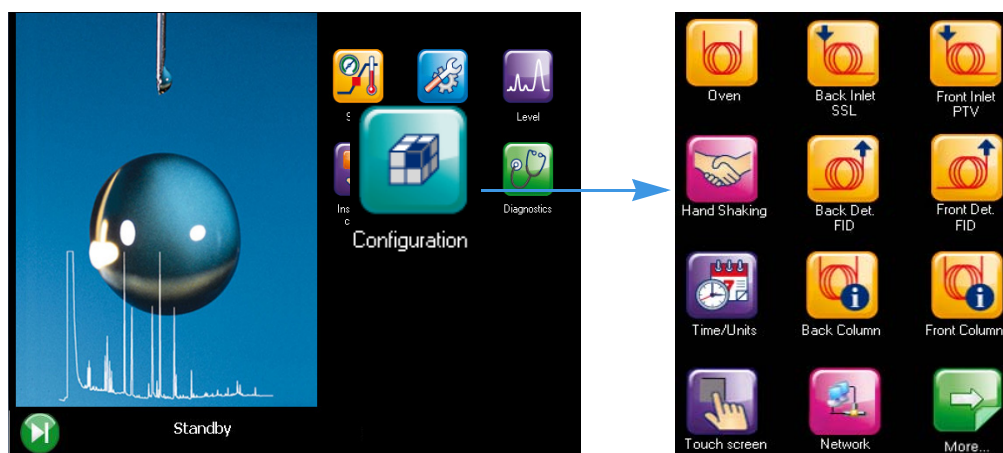 Level
Diagnostics
Configuration
Standby
Oven
Back Inlet
SSL
Front Inlet
PTV
Hand Shaking
Back Det.
FID
Front Det.
FID
Time/Units
Back Column
Front Column
Touch screen
Network
More...